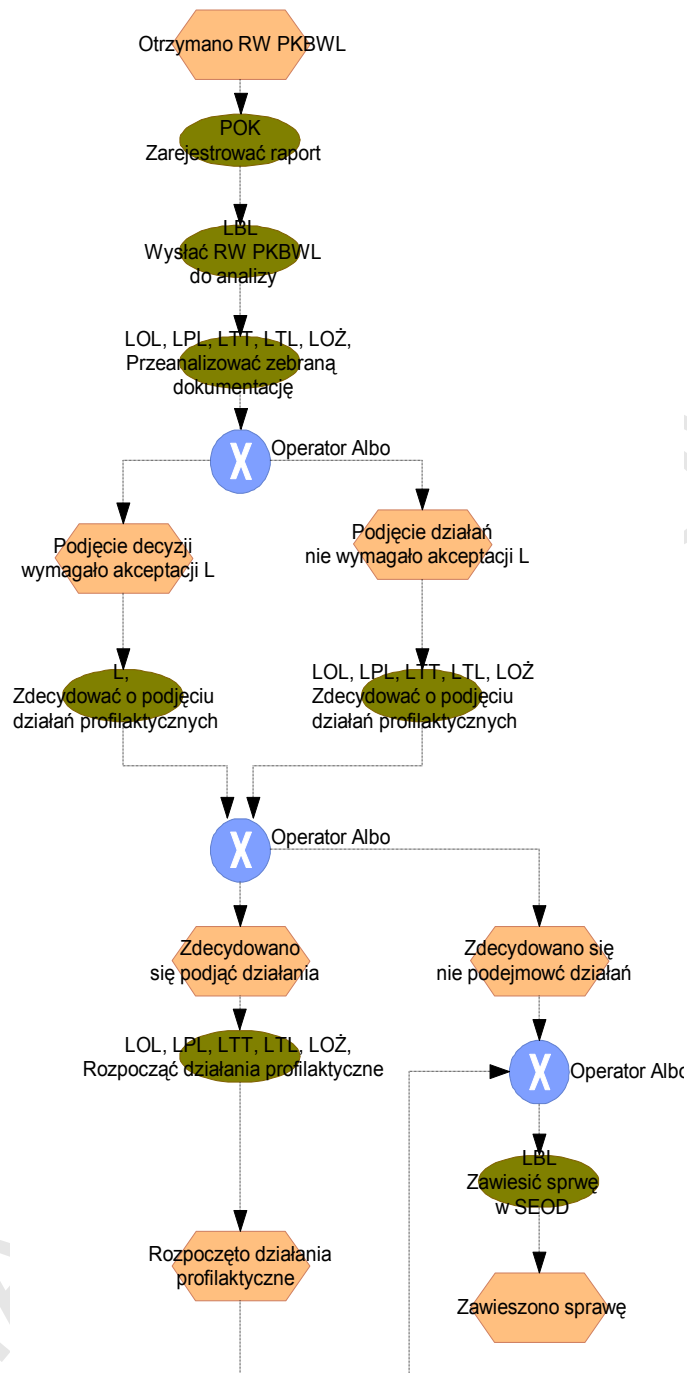 Otrzymano RW PKBWL
POK
Zarejestrować raport
LBL
Wysłać RW PKBWL
do analizy
LOL, LPL, LTT, LTL, LOŻ,
Przeanalizować zebraną
dokumentację
Operator Albo
Podjęcie decyzji
wymagało akceptacji L
Podjęcie działań
nie wymagało akceptacji L
L,
Zdecydować o podjęciu
działań profilaktycznych
LOL, LPL, LTT, LTL, LOŻ
Zdecydować o podjęciu
działań profilaktycznych
Operator Albo
Zdecydowano
się podjąć działania
Zdecydowano się
nie podejmowć działań
LOL, LPL, LTT, LTL, LOŻ,
Rozpocząć działania profilaktyczne
Operator Albo
LBL
Zawiesić sprwę
w SEOD
Rozpoczęto działania
profilaktyczne
Zawieszono sprawę